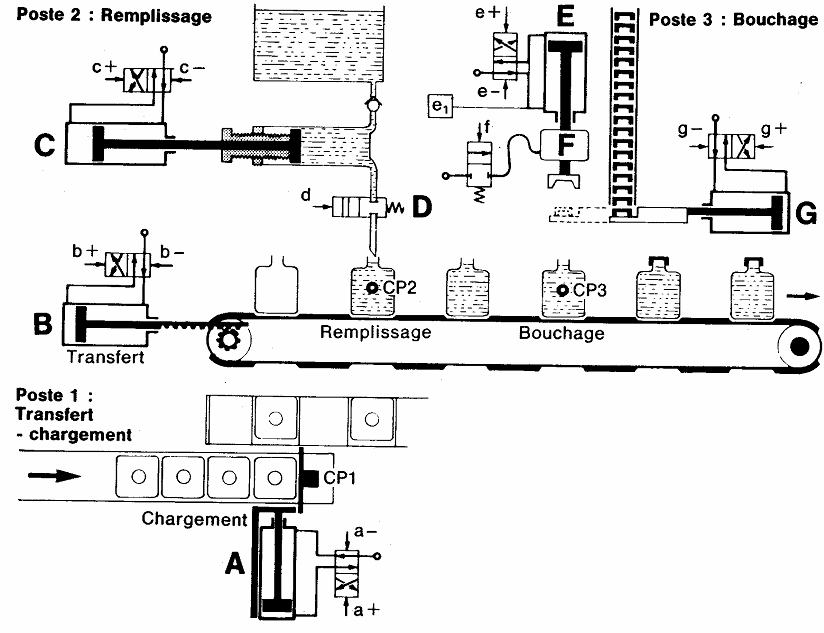 Poste 2 : Remplissage
c+
c-
C
d
D
b+
b-
B
Transfert
E
e+
e-
e1
f
F
Poste 3 : Bouchage
g-
g+
G
CP2
CP3
Remplissage
Bouchage
Poste 1 :
Transfert
- chargement
CP1
Chargement
A
a-
a+